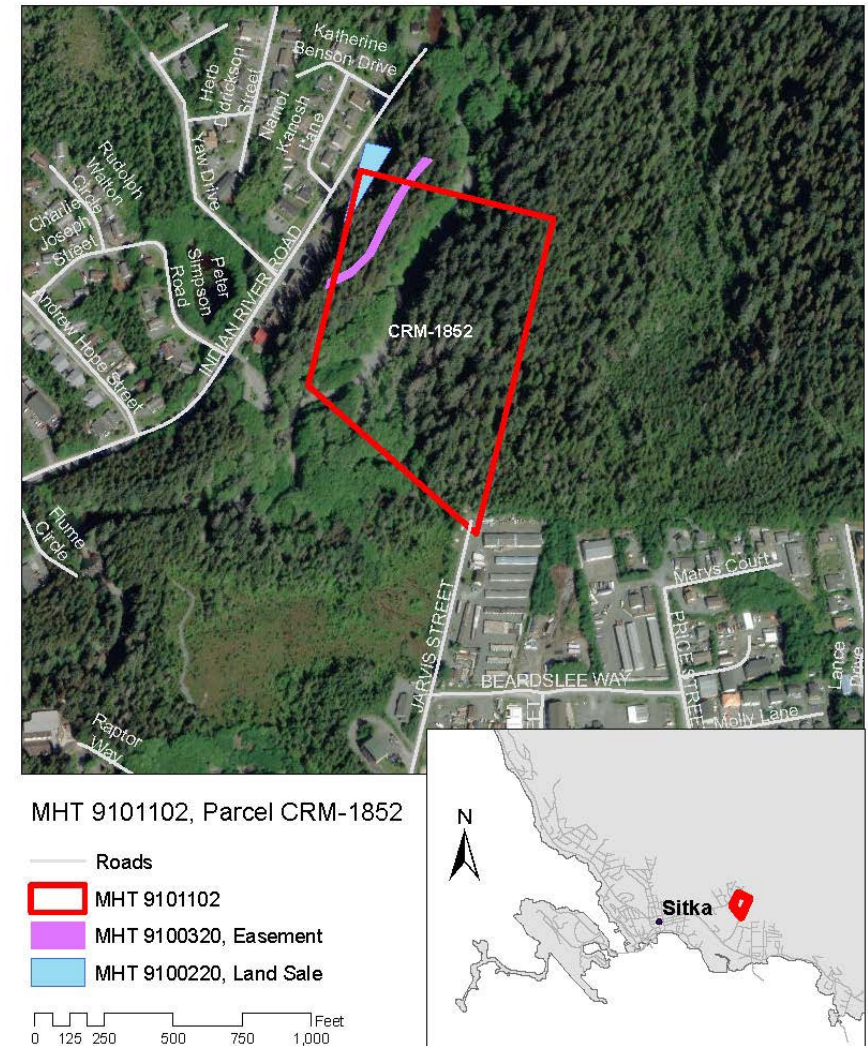 Katherine
Benson Drive
Herb
Didrickson
Street
Namoi
Kanosh
Lane
Yaw Drive
Rudolph
Walton
Circle
Charlie
Joseph
Street
Peter
Simpson
Road
INDIAN RIVER ROAD
Andrew Hope Street
CRM-1852
Flume
Circle
JARVIS STREET
Marys Court
PRICE STREET
Lance
Drive
BEARDSLEE WAY
Molly Lane
Raptor
Way
MHT 9101102, Parcel CRM-1852
Roads
MHT 9101102
MHT 9100320, Easement
MHT 9100220, Land Sale
Feet
0 125 250 500 750 1,000
N
Sitka